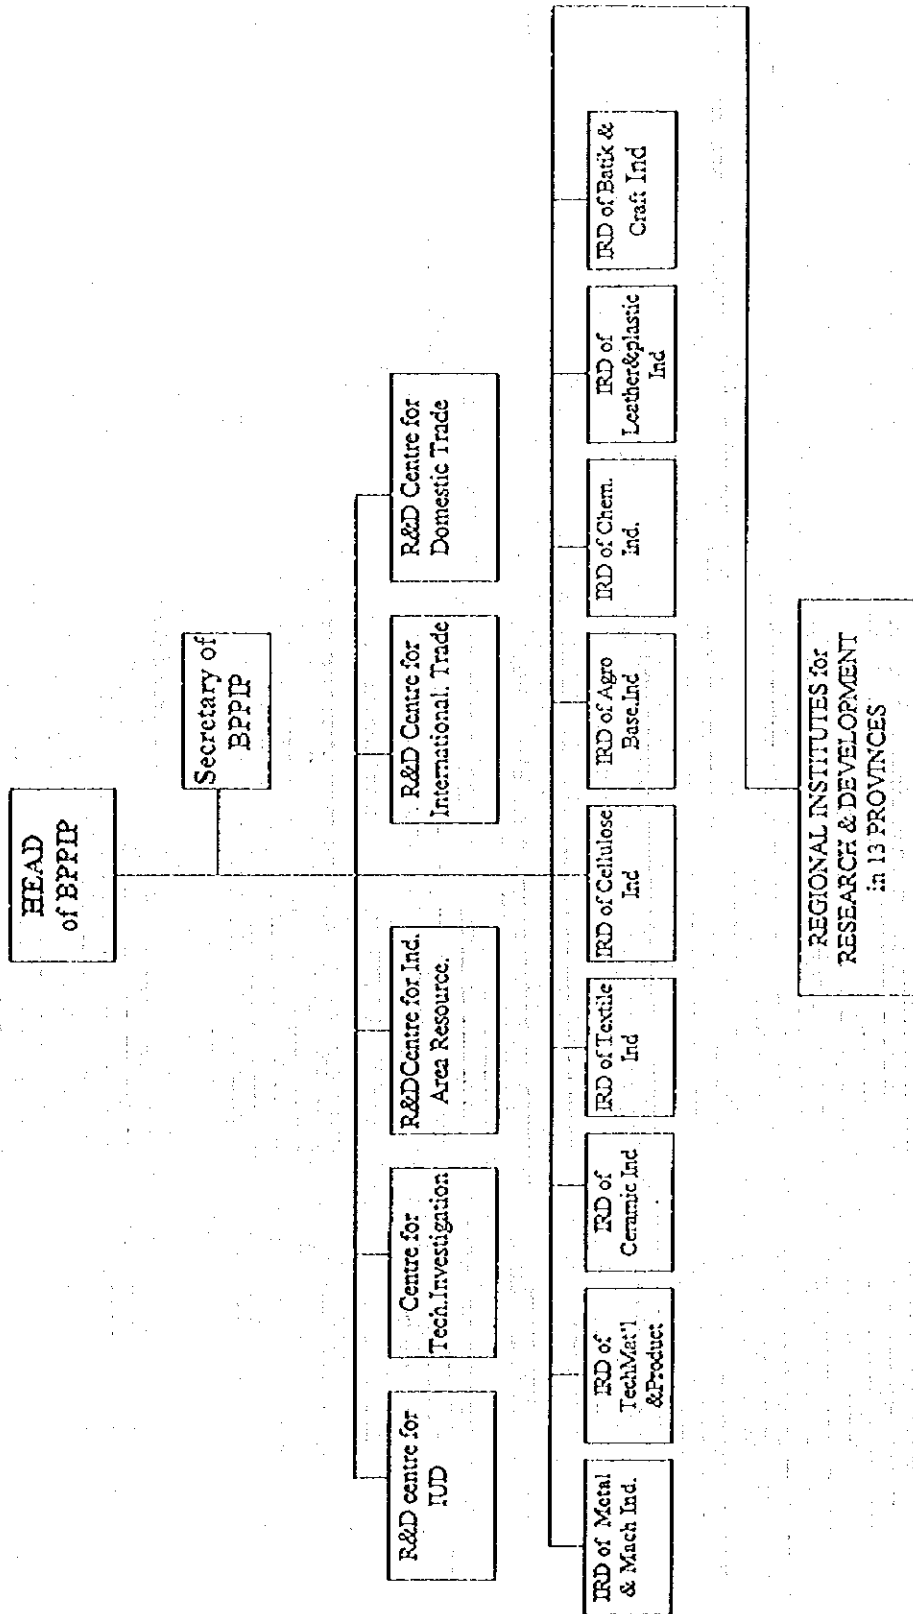 HEAD
of BPPIP
Secretary of
BPPIP
R&D centre for
IUD
Centre for
Tech.Investigation
R&DCentre for Ind.
Area Resource.
R&D Centre for
International. Trade
R&D Centre for
Domestic Trade
IRD of Metal
& Mach Ind.
IRD of
TechMat'l
&Product
IRD of
Ceramic Ind
IRD of Textile
Ind
IRD of Cellulose
Ind
IRD of Agro
Base.Ind
IRD of Chem.
Ind.
IRD of
Leather&plastic
Ind
IRD of Batik &
Craft Ind
REGIONAL INSTITUTES for
RESEARCH & DEVELOPMENT
in 13 PROVINCES